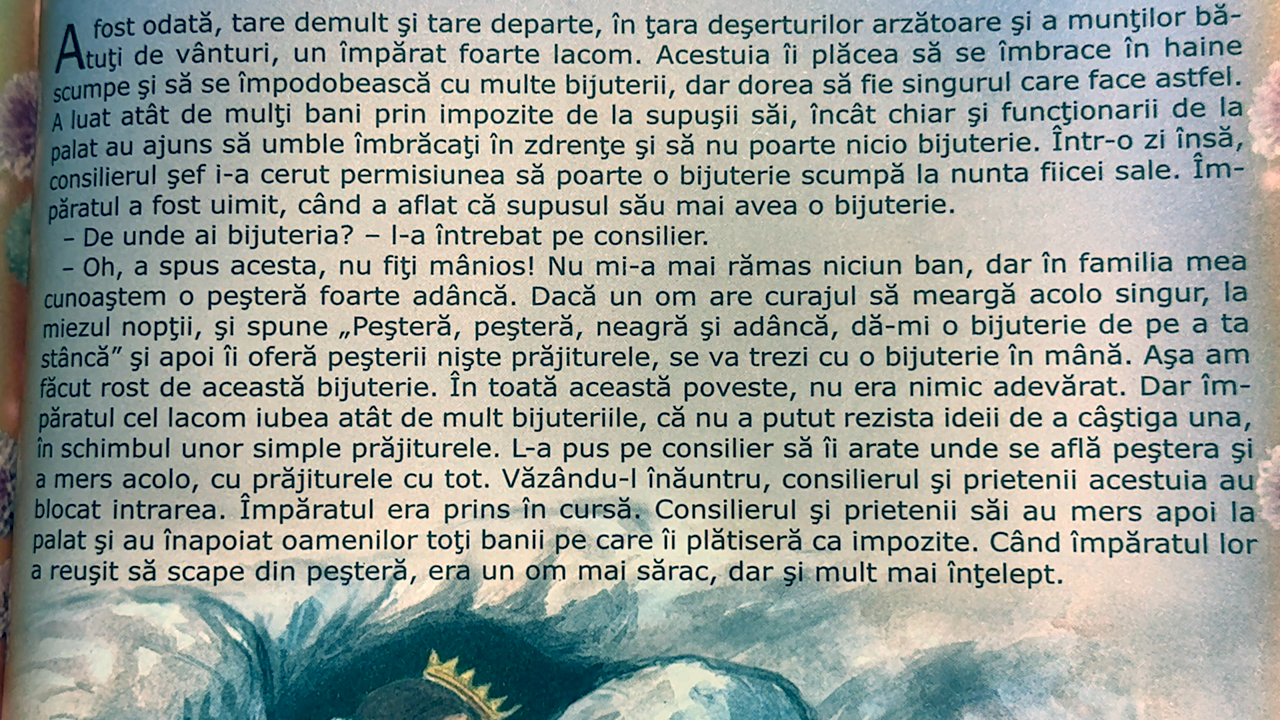 A fost odată, tare demult şi tare departe, în ţara deşerturilor arzătoare şi a munţilor bă-
tuţi de vânturi, un împărat foarte lacom. Acestuia îi plăcea să se îmbrace în haine
scumpe şi să se împodobească cu multe bijuterii, dar dorea să fie singurul care face astfel.
A luat atât de mulţi bani prin impozite de la supuşii săi, încât chiar şi funcţionarii de la
palat au ajuns să umble îmbrăcaţi în zdrenţe şi să nu poarte nicio bijuterie. Într-o zi însă,
consilierul şef i-a cerut permisiunea să poarte o bijuterie scumpă la nunta fiicei sale. Îm-
păratul a fost uimit, când a aflat că supusul său mai avea o bijuterie.
– De unde ai bijuteria? – l-a întrebat pe consilier.
– Oh, a spus acesta, nu fiţi mânios! Nu mi-a mai rămas niciun ban, dar în familia mea
cunoaştem o peşteră foarte adâncă. Dacă un om are curajul să meargă acolo singur, la
miezul nopţii, şi spune „Peşteră, peşteră, neagră şi adâncă, dă-mi o bijuterie de pe a ta
stâncă” şi apoi îi oferă peşterii nişte prăjiturele, se va trezi cu o bijuterie în mână. Aşa am
făcut rost de această bijuterie. În toată această poveste, nu era nimic adevărat. Dar îm-
păratul cel lacom iubea atât de mult bijuteriile, că nu a putut rezista ideii de a câştiga una,
în schimbul unor simple prăjiturele. L-a pus pe consilier să îi arate unde se află peştera şi
a mers acolo, cu prăjiturele cu tot. Văzându-l înăuntru, consilierul şi prietenii acestuia au
blocat intrarea. Împăratul era prins în cursă. Consilierul şi prietenii săi au mers apoi la
palat şi au înapoiat oamenilor toţi banii pe care îi plătiseră ca impozite. Când împăratul lor
a reuşit să scape din peşteră, era un om mai sărac, dar şi mult mai înţelept.